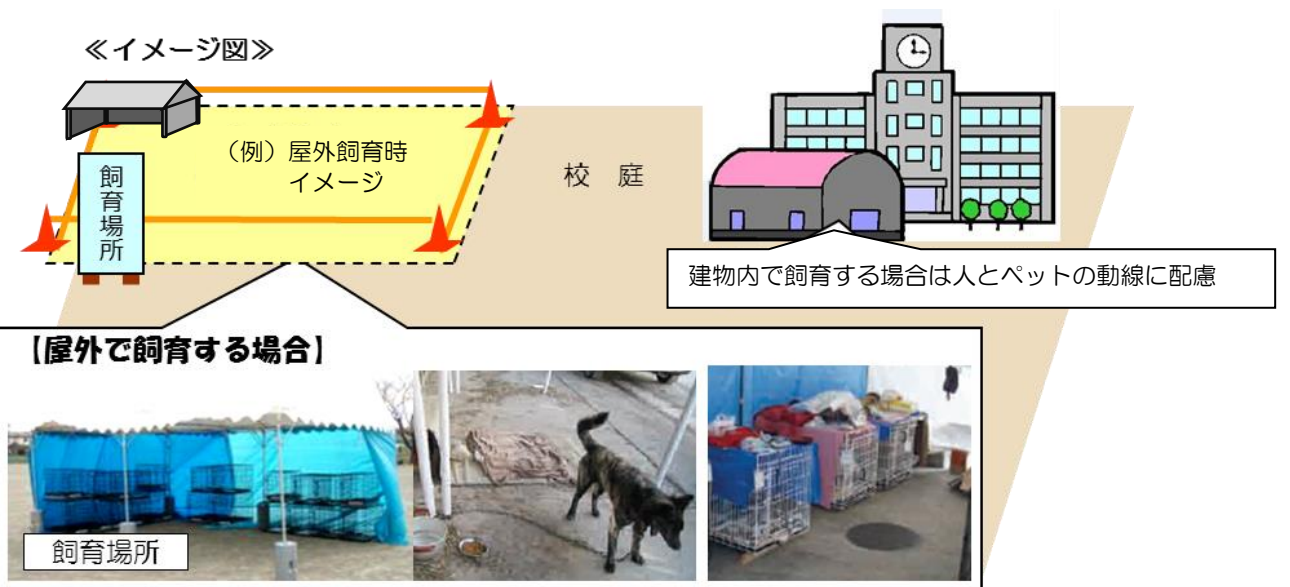 ≪イメージ図≫
（例）屋外飼育時
イメージ
飼育場所
校　庭
建物内で飼育する場合は人とペットの動線に配慮
【屋外で飼育する場合】
飼育場所